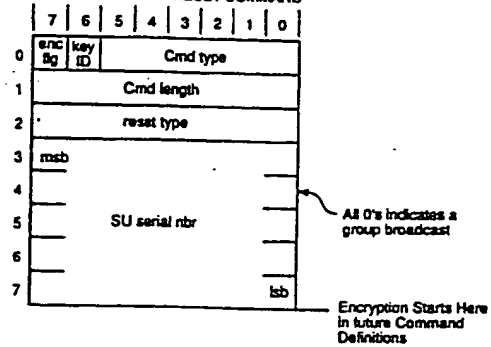 7 6 5 4 3 2 1 0
0 enc flg key ID Cmd type
1 Cmd length
2 reset type
3 msb
4
5 SU serial nbr
6
7 lsb
All 0's indicates a
group broadcast
Encryption Starts Here
in future Command
Definitions